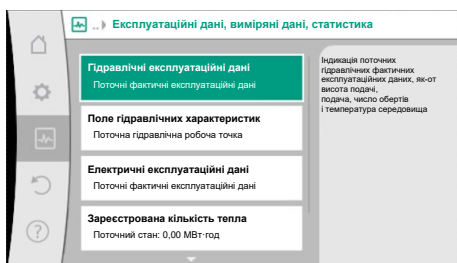 ..▸ Експлуатаційні дані, виміряні дані, статистика
Гідравлічні експлуатаційні дані
Поточні фактичні експлуатаційні дані
Поле гідравлічних характеристик
Поточна гідравлічна робоча точка
Електричні експлуатаційні дані
Поточні фактичні експлуатаційні дані
Зареєстрована кількість тепла
Поточний стан: 0,00 МВт·год
Індикація поточних
гідравлічних фактичних
експлуатаційних даних, як-от
висота подачі,
подача, число обертів
і температура середовища